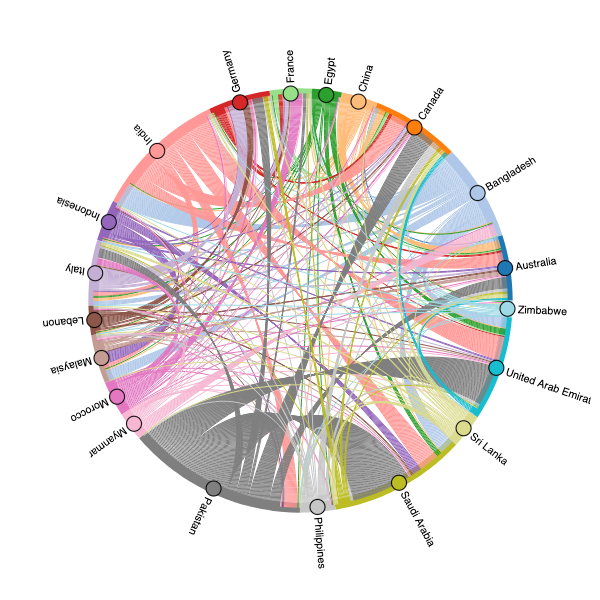 Germany
France
Egypt
China
Canada
India
Bangladesh
Indonesia
Australia
Italy
Zimbabwe
Lebanon
Malaysia
United Arab Emirat
Morocco
Myanmar
Sri Lanka
Pakistan
Saudi Arabia
Philippines